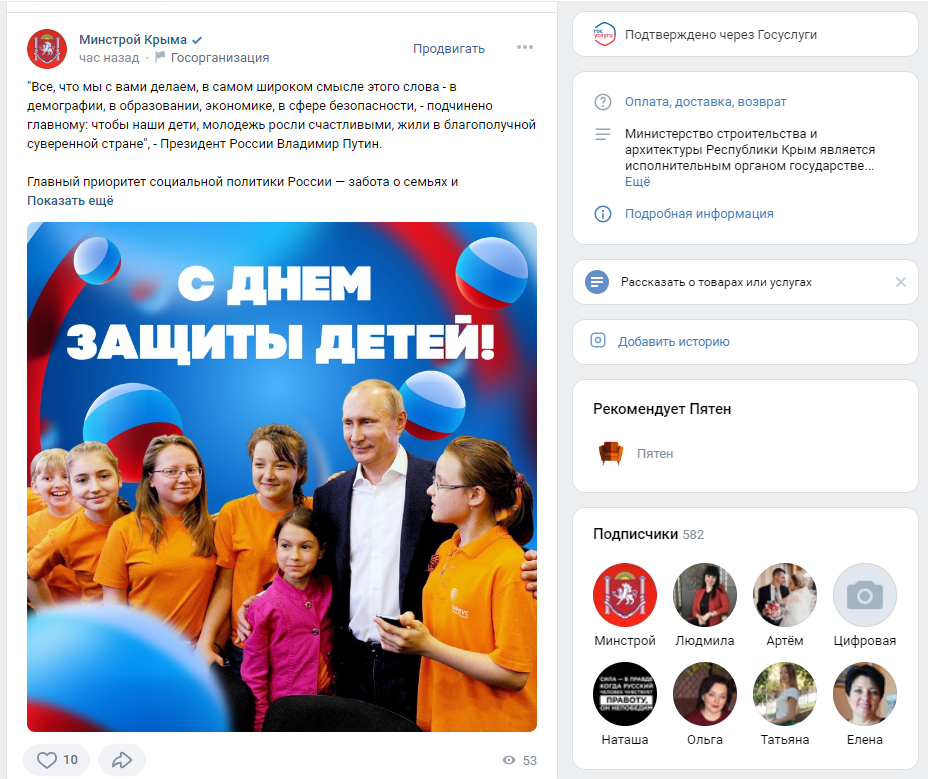 Минстрой Крыма
час назад · Госорганизация
Продвигать
"Все, что мы с вами делаем, в самом широком смысле этого слова - в
демографии, в образовании, экономике, в сфере безопасности, - подчинено
главному: чтобы наши дети, молодежь росли счастливыми, жили в благополучной
суверенной стране", - Президент России Владимир Путин.
Главный приоритет социальной политики России — забота о семьях и
Показать ещё
С ДНЕМ
ЗАЩИТЫ ДЕТЕЙ!
10
53
гос
услуги
Подтверждено через Госуслуги
Оплата, доставка, возврат
Министерство строительства и
архитектуры Республики Крым является
исполнительным органом государстве...
Ещё
Подробная информация
Рассказать о товарах или услугах
Добавить историю
Рекомендует Пятен
Пятен
Подписчики 582
Минстрой
Людмила
Артём
Цифровая
СИЛА – В ПРАВДЕ
КОГДА РУССКИЙ
ЧЕЛОВЕК ЧУВСТВУЕТ
ПРАВОТУ,
ОН НЕПОБЕДИМ
Наташа
Ольга
Татьяна
Елена